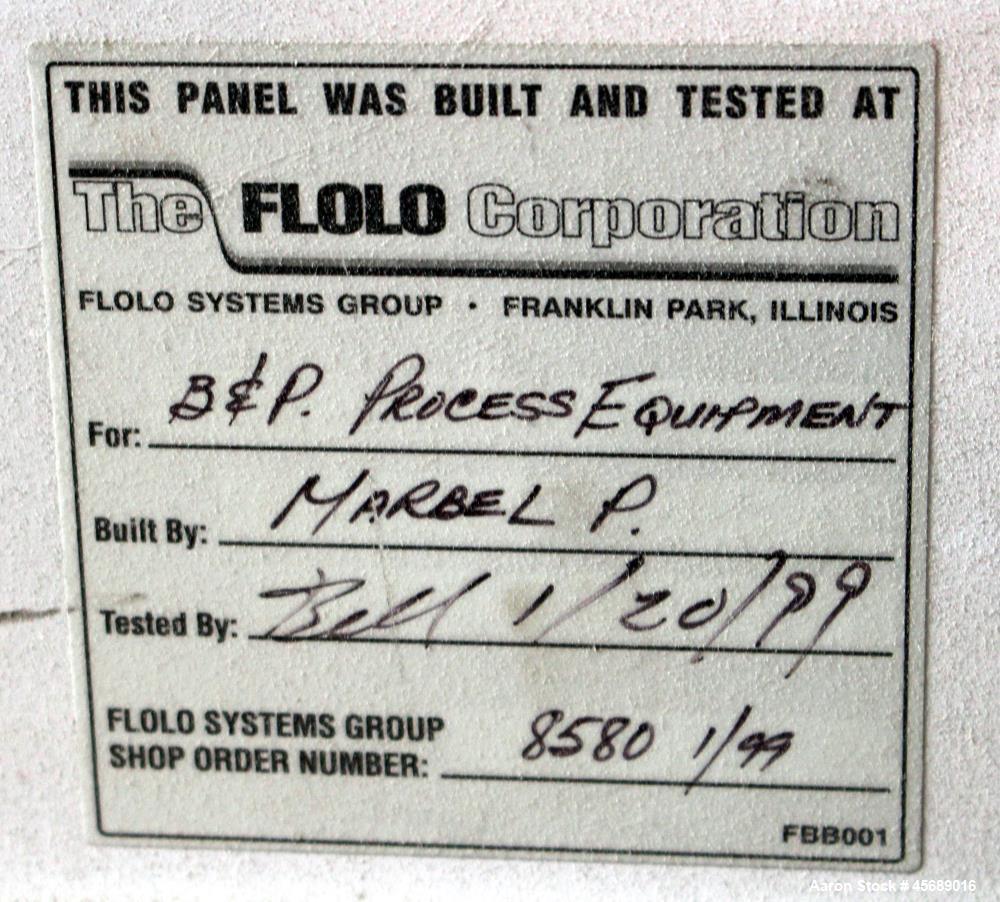 THIS PANEL WAS BUILT AND TESTED AT
The FLOLO Corporation
FLOLO SYSTEMS GROUP • FRANKLIN PARK, ILLINOIS
For: B&P. PROCESS EQUIPMENT
Built By: MARBEL P.
Tested By: Bell 1/20/99
FLOLO SYSTEMS GROUP
SHOP ORDER NUMBER: 8580 1/99
FBB001
Aaron Stock # 45689016